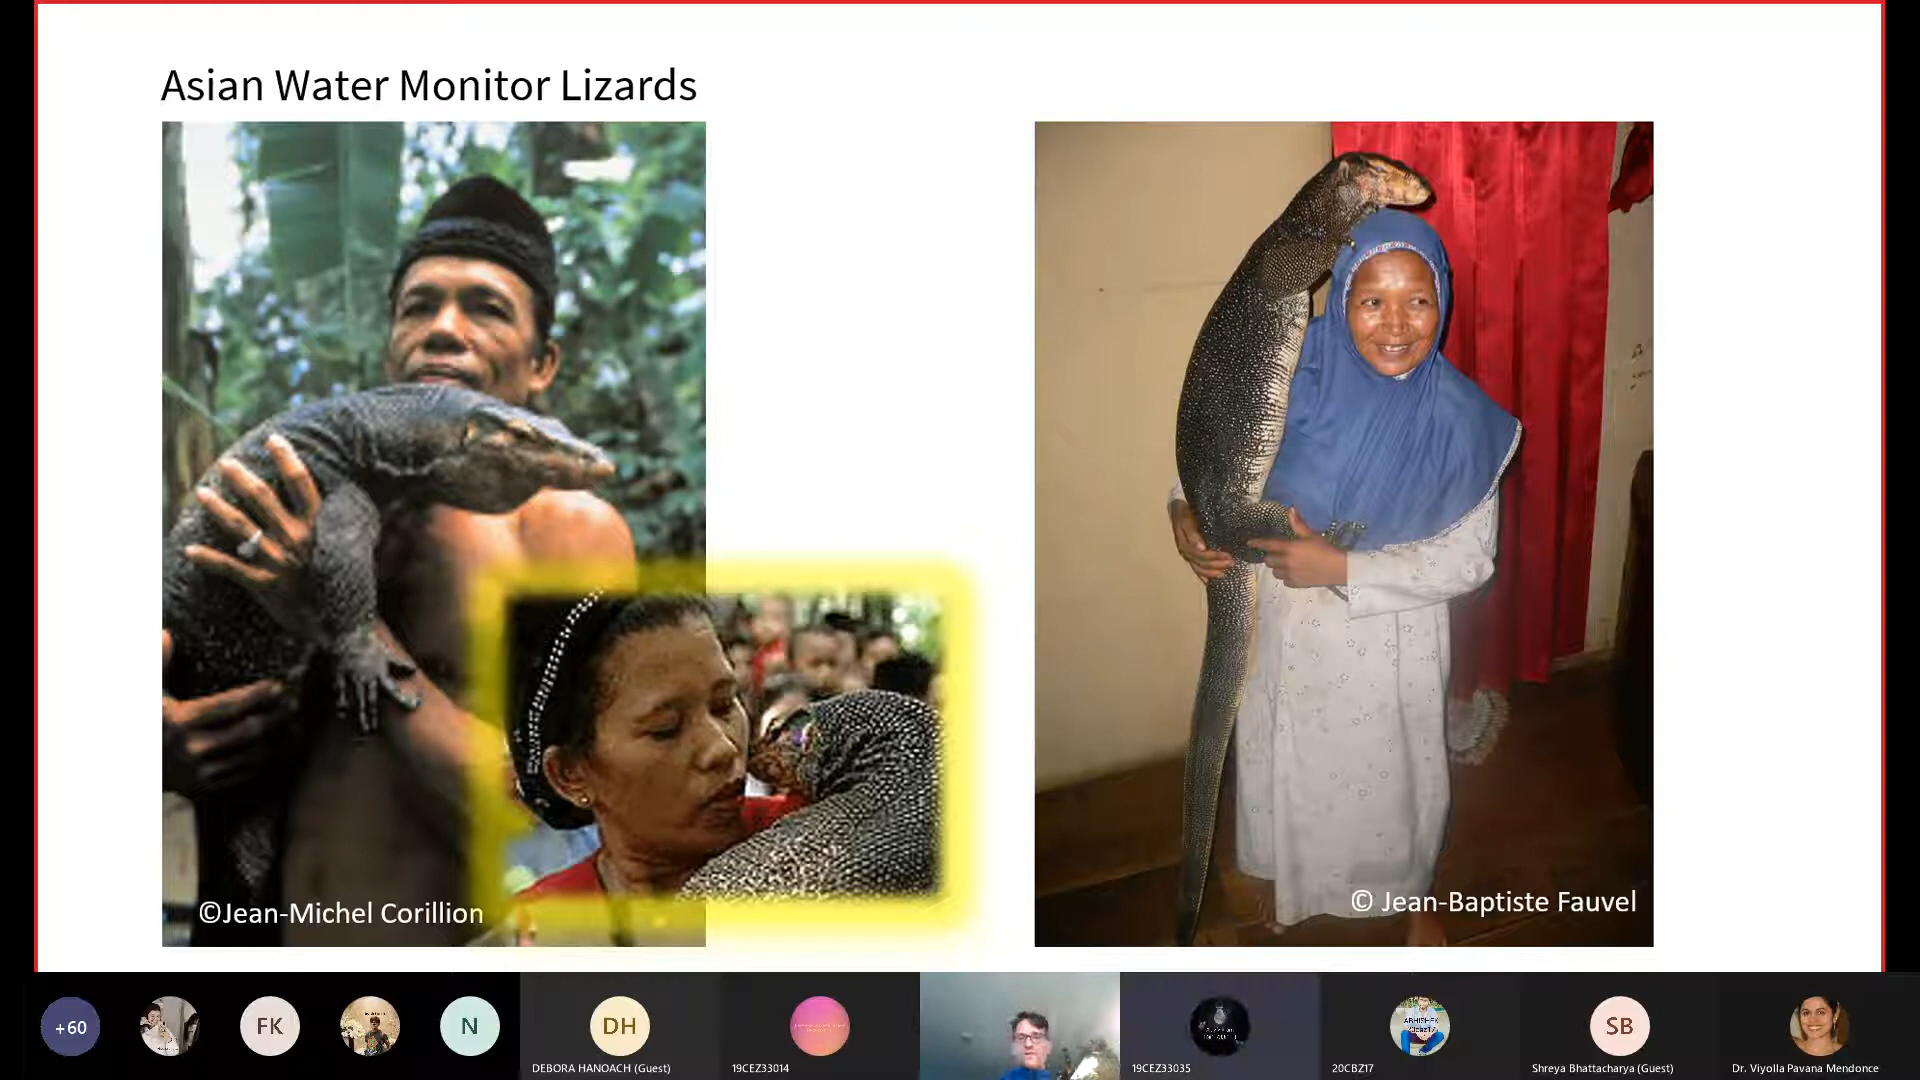 Asian Water Monitor Lizards
©Jean-Michel Corillion
© Jean-Baptiste Fauvel
+60
FK
N
DH
DEBORA HANOACH (Guest)
19CEZ33014
19CEZ33035
ABHISHEK
20CBZ17
SB
Shreya Bhattacharya (Guest)
Dr. Viyolla Pavana Mendonce